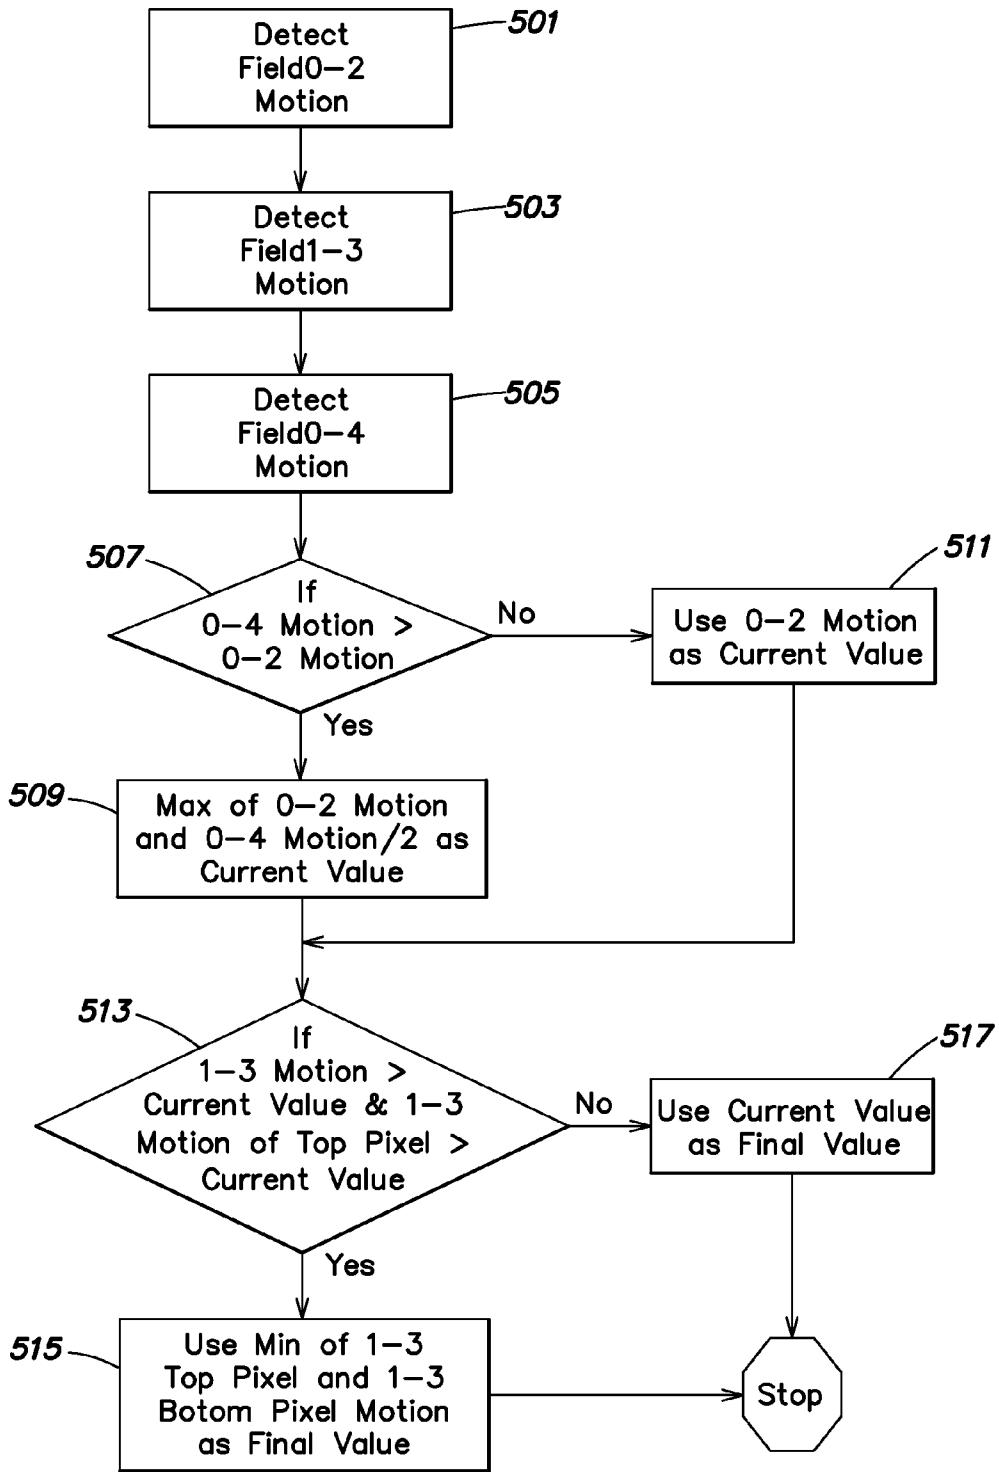 501
Detect
Field0-2
Motion
503
Detect
Field1-3
Motion
505
Detect
Field0-4
Motion
507
If
0-4 Motion >
0-2 Motion
No
Yes
511
Use 0-2 Motion
as Current Value
509
Max of 0-2 Motion
and 0-4 Motion/2 as
Current Value
513
If
1-3 Motion >
Current Value & 1-3
Motion of Top Pixel >
Current Value
No
Yes
517
Use Current Value
as Final Value
515
Use Min of 1-3
Top Pixel and 1-3
Botom Pixel Motion
as Final Value
Stop